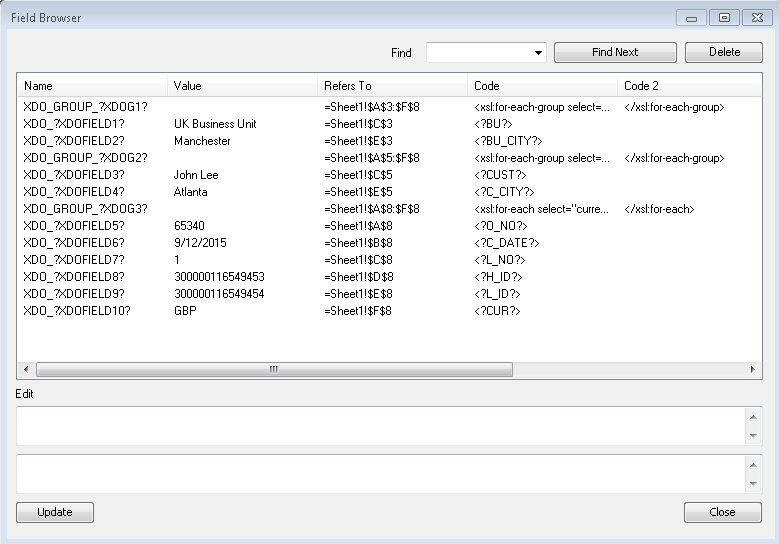 Field Browser
Find Find Next Delete
Name Value Refers To Code Code 2
XDO_GROUP_?XDOG1? =Sheet1!$A$3:$F$8 <xsl:for-each-group select=... </xsl:for-each-group>
XDO_?XDOFIELD1? UK Business Unit =Sheet1!$C$3 <?BU?>
XDO_?XDOFIELD2? Manchester =Sheet1!$E$3 <?BU_CITY?>
XDO_GROUP_?XDOG2? =Sheet1!$A$5:$F$8 <xsl:for-each-group select=... </xsl:for-each-group>
XDO_?XDOFIELD3? John Lee =Sheet1!$C$5 <?CUST?>
XDO_?XDOFIELD4? Atlanta =Sheet1!$E$5 <?C_CITY?>
XDO_GROUP_?XDOG3? =Sheet1!$A$8:$F$8 <xsl:for-each select="curre... </xsl:for-each>
XDO_?XDOFIELD5? 65340 =Sheet1!$A$8 <?O_NO?>
XDO_?XDOFIELD6? 9/12/2015 =Sheet1!$B$8 <?C_DATE?>
XDO_?XDOFIELD7? 1 =Sheet1!$C$8 <?L_NO?>
XDO_?XDOFIELD8? 300000116549453 =Sheet1!$D$8 <?H_ID?>
XDO_?XDOFIELD9? 300000116549454 =Sheet1!$E$8 <?L_ID?>
XDO_?XDOFIELD10? GBP =Sheet1!$F$8 <?CUR?>
Edit
Update Close